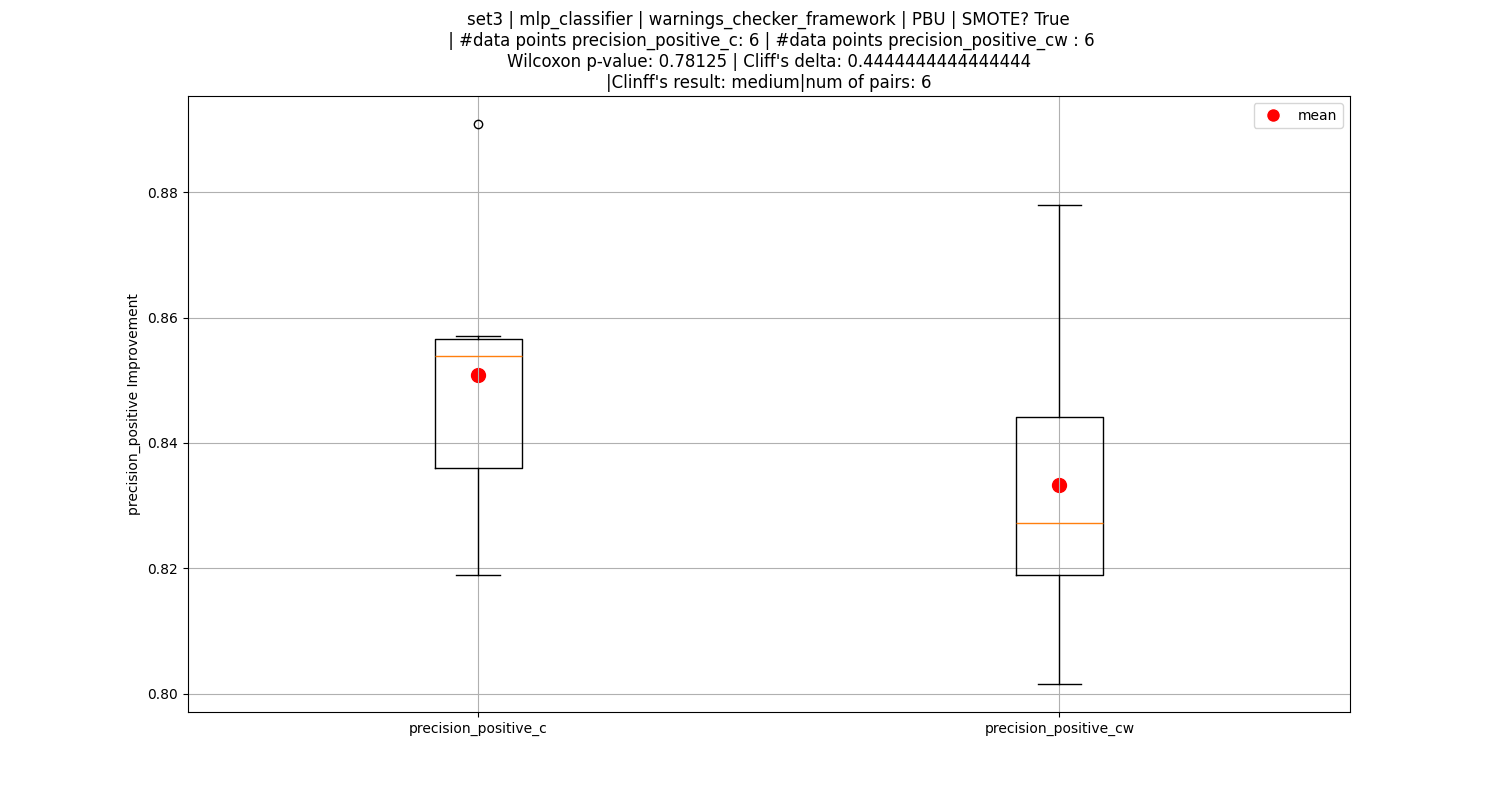 set3 | mlp_classifier | warnings_checker_framework | PBU | SMOTE? True
| #data points precision_positive_c: 6 | #data points precision_positive_cw : 6
Wilcoxon p-value: 0.78125 | Cliff's delta: 0.4444444444444444
|Clinff's result: medium|num of pairs: 6
mean
precision_positive Improvement
0.88
0.86
0.84
0.82
0.80
precision_positive_c
precision_positive_cw